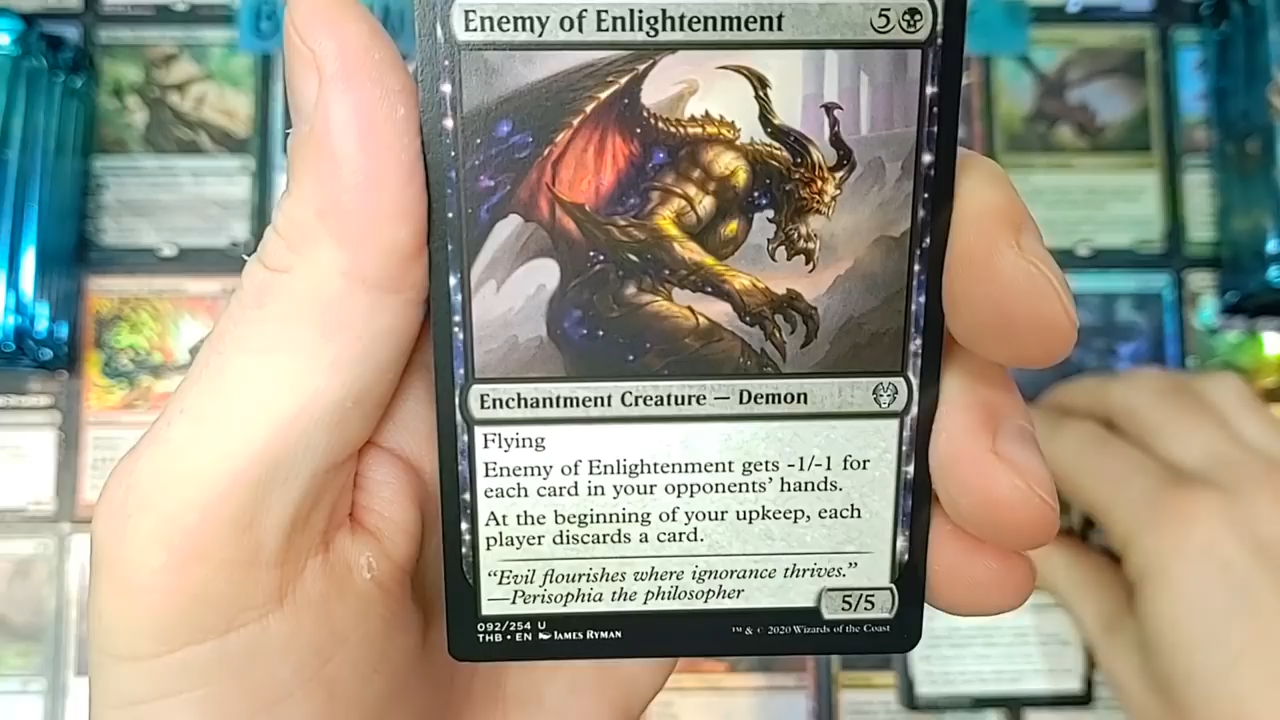 Enemy of Enlightenment 5
Enchantment Creature — Demon
Flying
Enemy of Enlightenment gets -1/-1 for
each card in your opponents' hands.
At the beginning of your upkeep, each
player discards a card.
"Evil flourishes where ignorance thrives."
—Perisophia the philosopher
5/5
092/254 U
THB • EN JAMES RYMAN
™ & © 2020 Wizards of the Coast